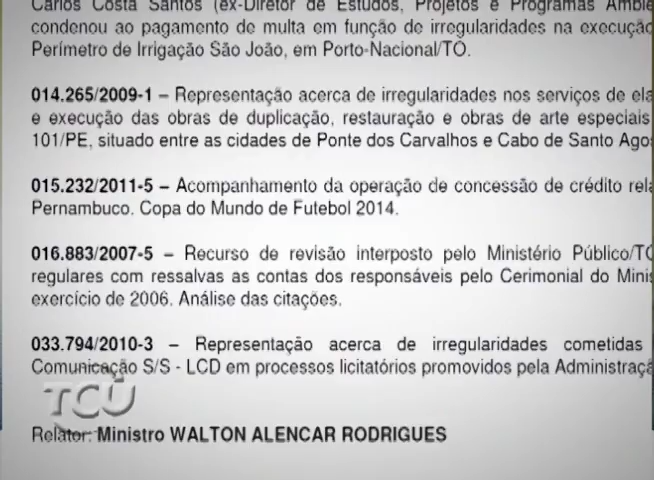 Carlos Costa Santos (ex-Diretor de Estudos, Projetos e Programas
condenou ao pagamento de multa em função de irregularidades na execução
Perímetro de Irrigação São João, em Porto-Nacional/TO.
014.265/2009-1 – Representação acerca de irregularidades nos serviços de
e execução das obras de duplicação, restauração e obras de arte especiais
101/PE, situado entre as cidades de Ponte dos Carvalhos e Cabo de Santo
015.232/2011-5 – Acompanhamento da operação de concessão de crédito
Pernambuco. Copa do Mundo de Futebol 2014.
016.883/2007-5 – Recurso de revisão interposto pelo Ministério
regulares com ressalvas as contas dos responsáveis pelo Cerimonial do
exercício de 2006. Análise das citações.
033.794/2010-3 – Representação acerca de irregularidades cometidas
Comunicação S/S - LCD em processos licitatórios promovidos pela
TCU
Relator: Ministro WALTON ALENCAR RODRIGUES